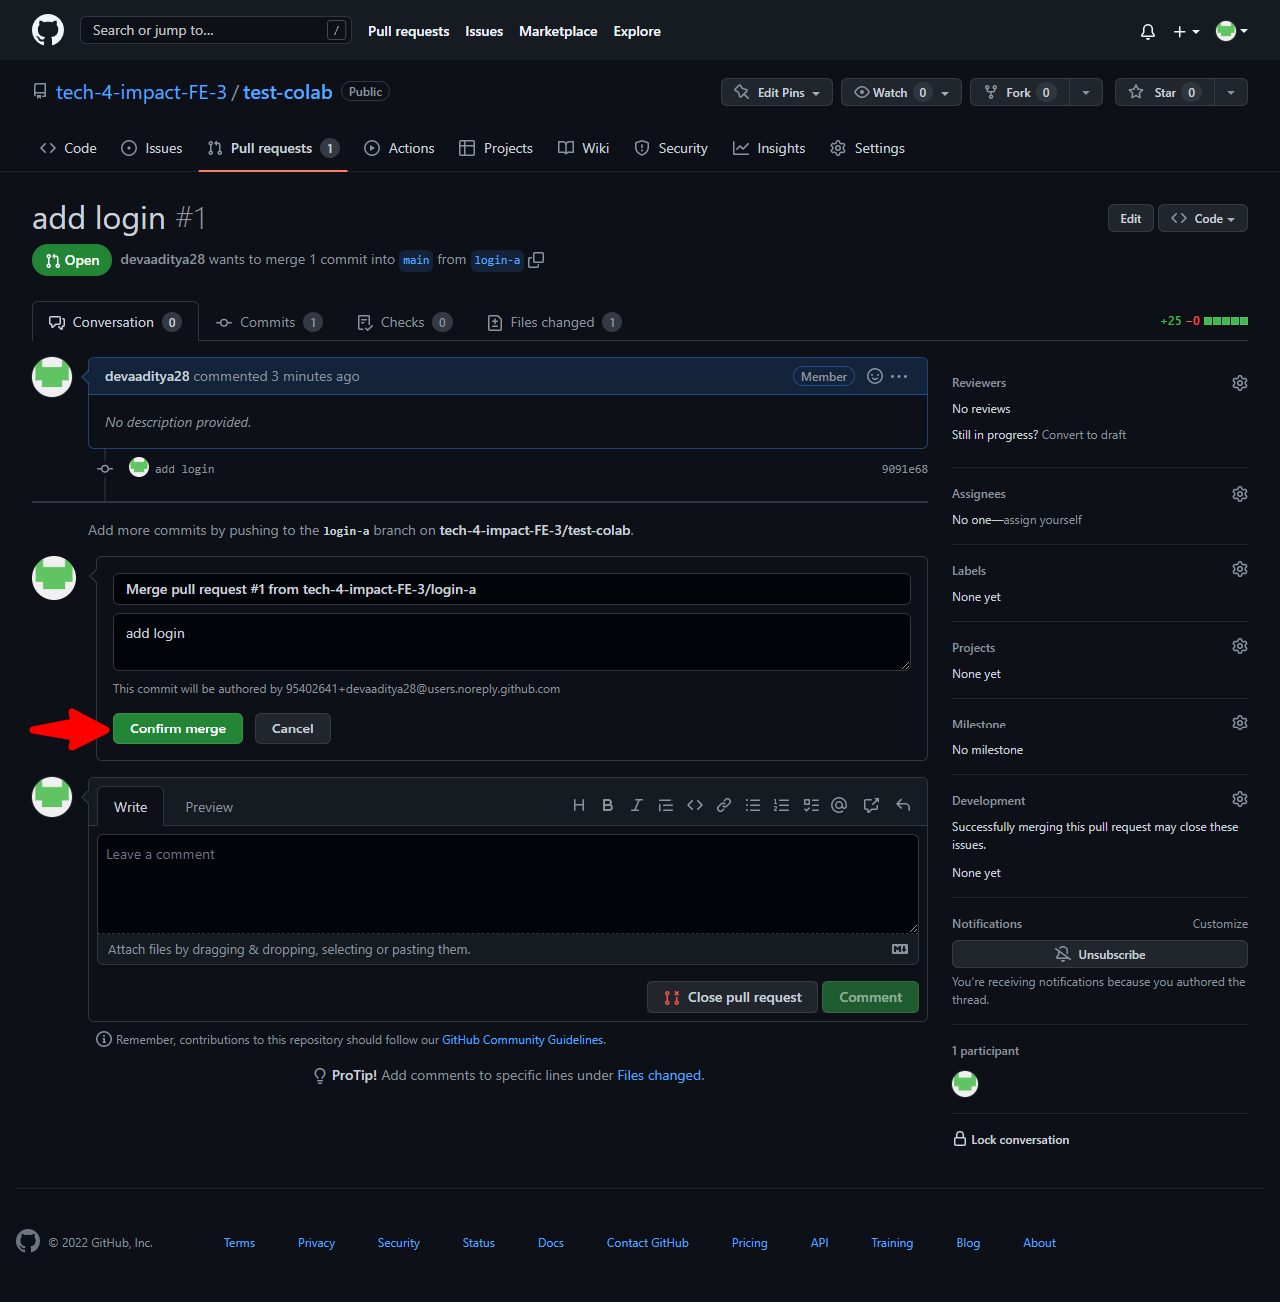 Search or jump to... /
Pull requests Issues Marketplace Explore
tech-4-impact-FE-3 / test-colab Public
Edit Pins Watch 0 Fork 0 Star 0
Code Issues Pull requests 1 Actions Projects Wiki Security Insights Settings
add login #1
Edit Code
Open devaaditya28 wants to merge 1 commit into main from login-a
Conversation 0 Commits 1 Checks 0 Files changed 1
+25 −0
devaaditya28 commented 3 minutes ago Member
No description provided.
add login 9091e68
Add more commits by pushing to the login-a branch on tech-4-impact-FE-3/test-colab.
Merge pull request #1 from tech-4-impact-FE-3/login-a
add login
This commit will be authored by 95402641+devaaditya28@users.noreply.github.com
Confirm merge Cancel
Write Preview
Leave a comment
Attach files by dragging & dropping, selecting or pasting them.
Close pull request Comment
Remember, contributions to this repository should follow our GitHub Community Guidelines.
ProTip! Add comments to specific lines under Files changed.
Reviewers
No reviews
Still in progress? Convert to draft
Assignees
No one—assign yourself
Labels
None yet
Projects
None yet
Milestone
No milestone
Development
Successfully merging this pull request may close these
issues.
None yet
Notifications Customize
Unsubscribe
You're receiving notifications because you authored the
thread.
1 participant
Lock conversation
© 2022 GitHub, Inc. Terms Privacy Security Status Docs Contact GitHub Pricing API Training Blog About